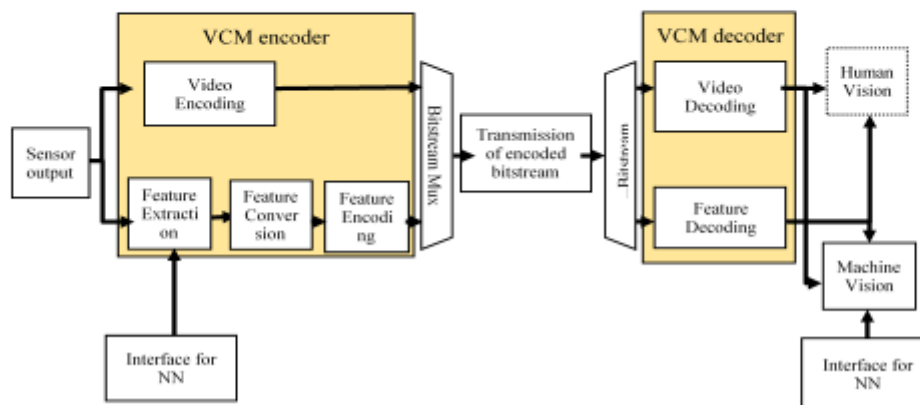 VCM encoder
Video
Encoding
Sensor
output
Feature
Extracti
on
Feature
Conver
sion
Feature
Encodi
ng
Interface for
NN
Bitstream Mux
Transmission
of encoded
bitstream
...Bitstream
VCM decoder
Video
Decoding
Feature
Decoding
Human
Vision
Machine
Vision
Interface for
NN